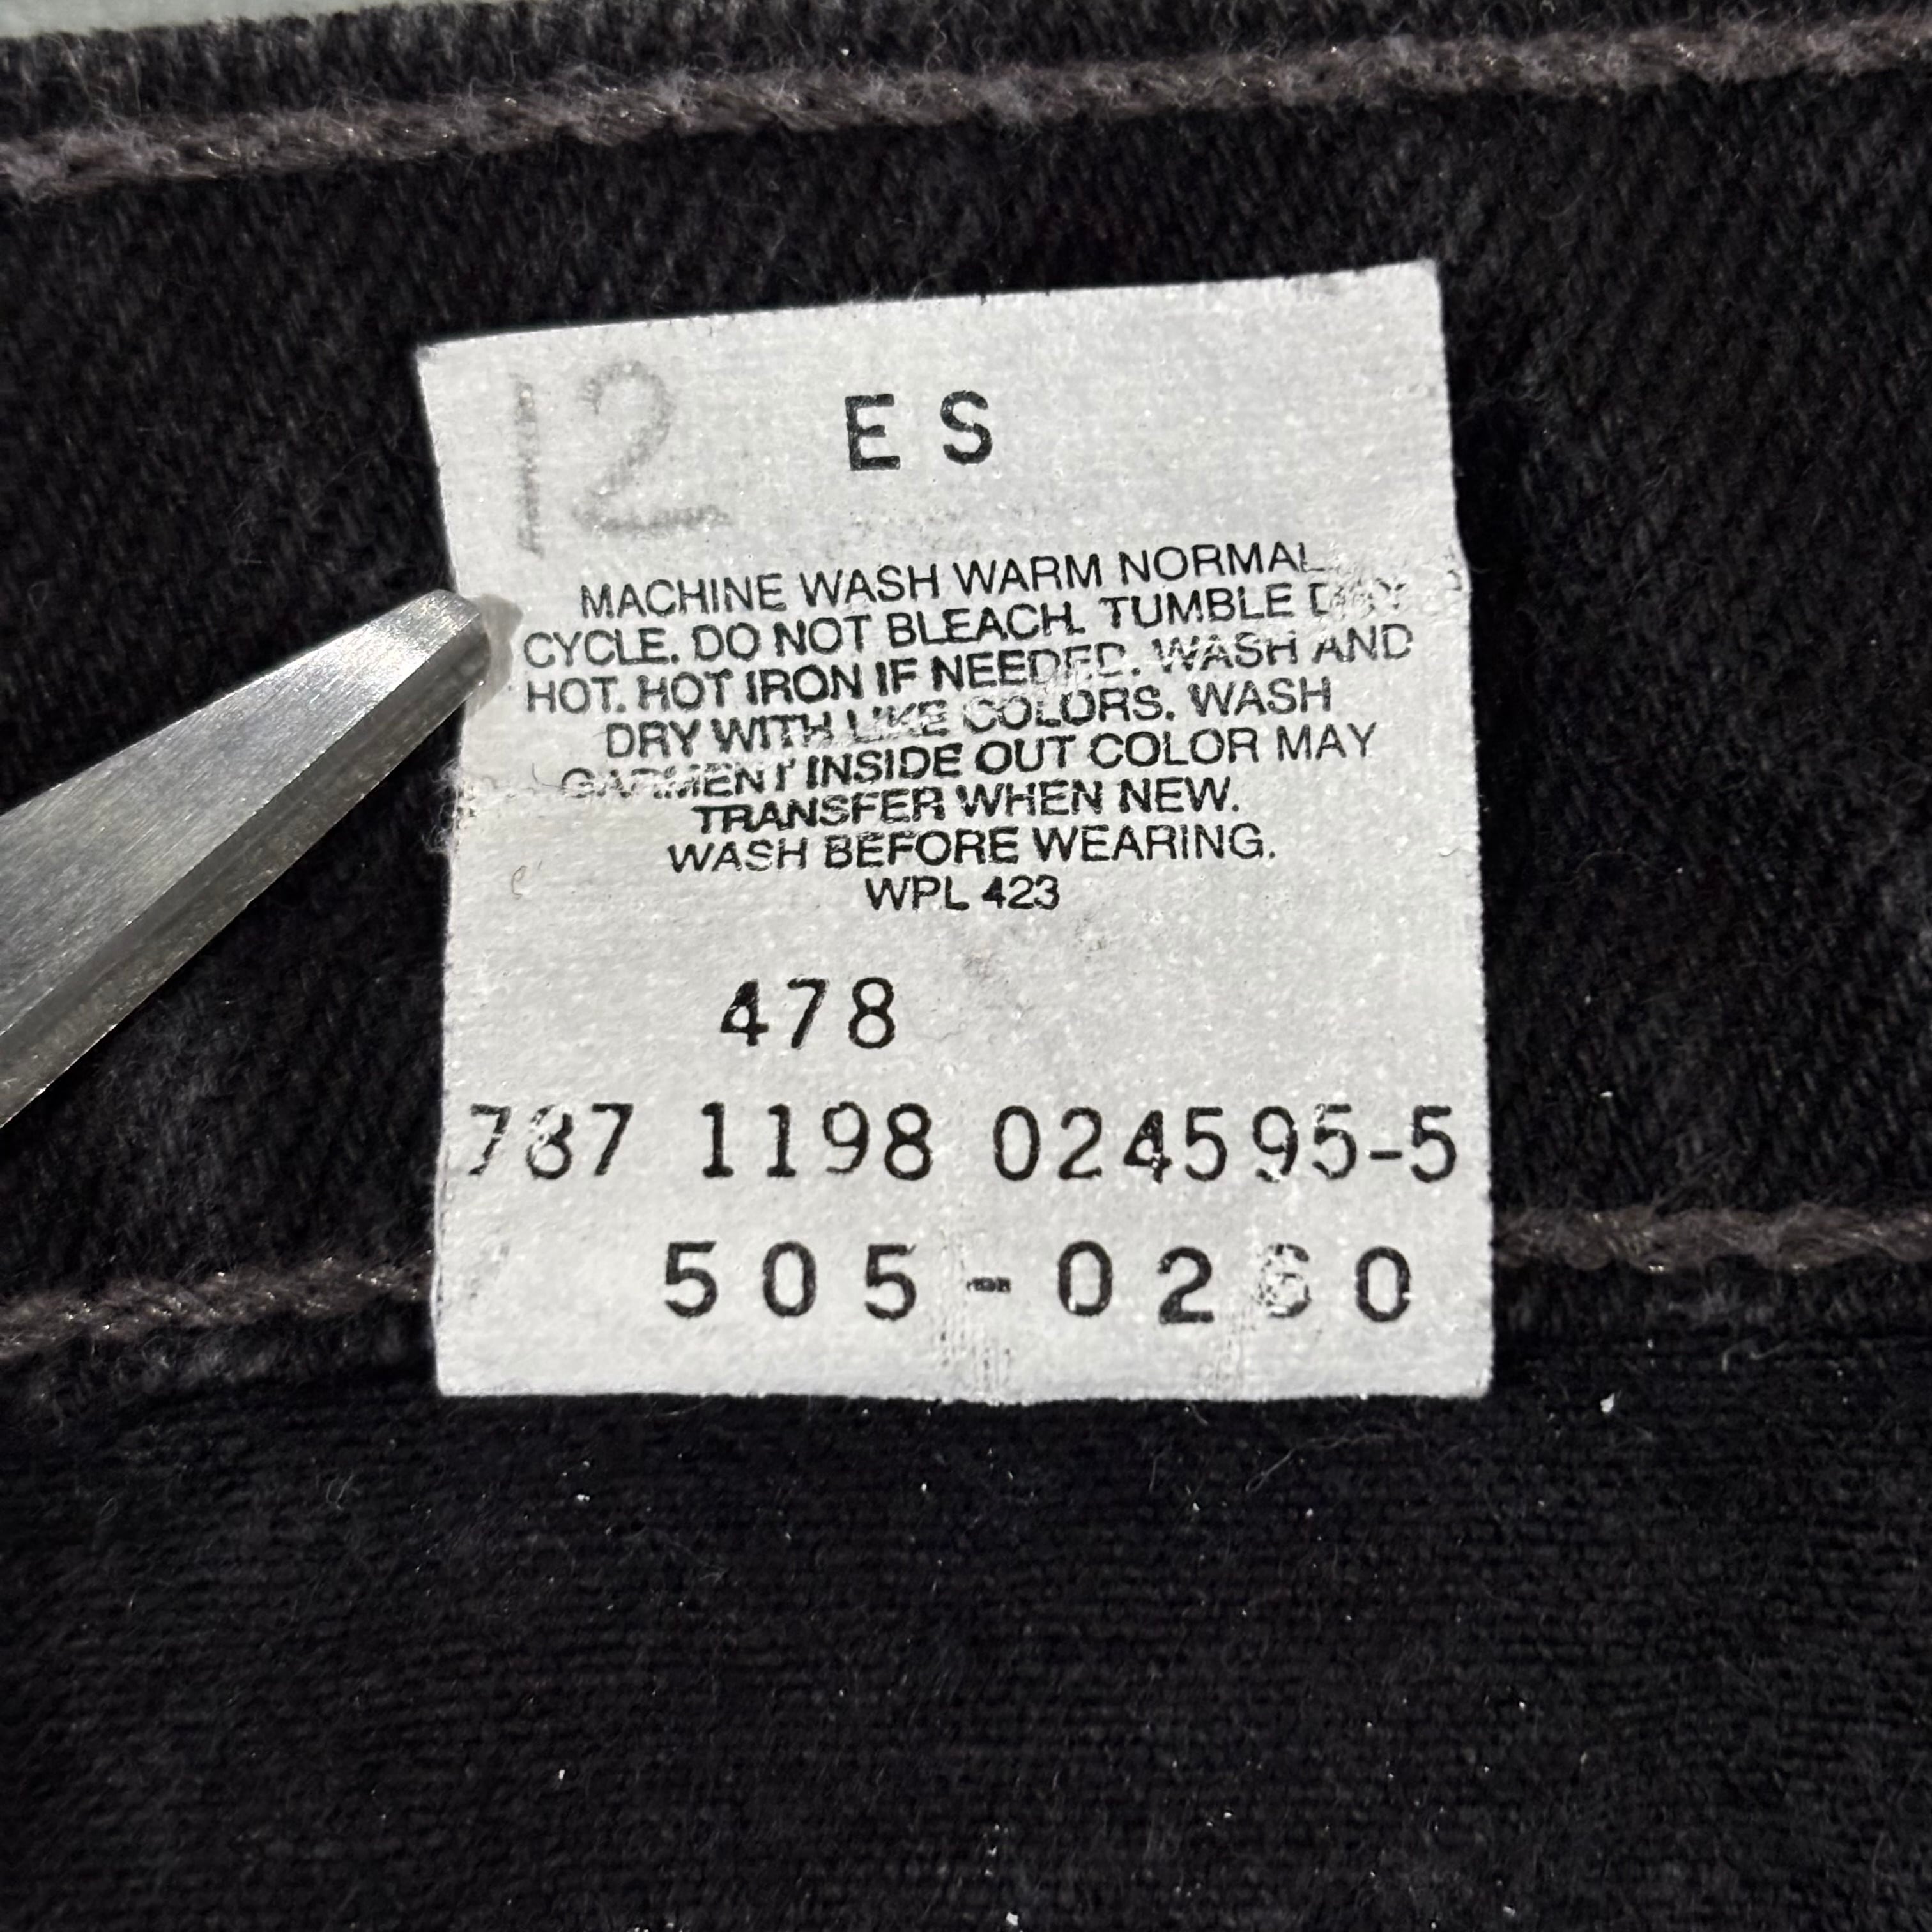 12 ES
MACHINE WASH WARM NORMAL
CYCLE. DO NOT BLEACH. TUMBLE DRY
HOT. HOT IRON IF NEEDED. WASH AND
DRY WITH LIKE COLORS. WASH
GARMENT INSIDE OUT COLOR MAY
TRANSFER WHEN NEW.
WASH BEFORE WEARING.
WPL 423
478
787 1198 024595-5
505-0260